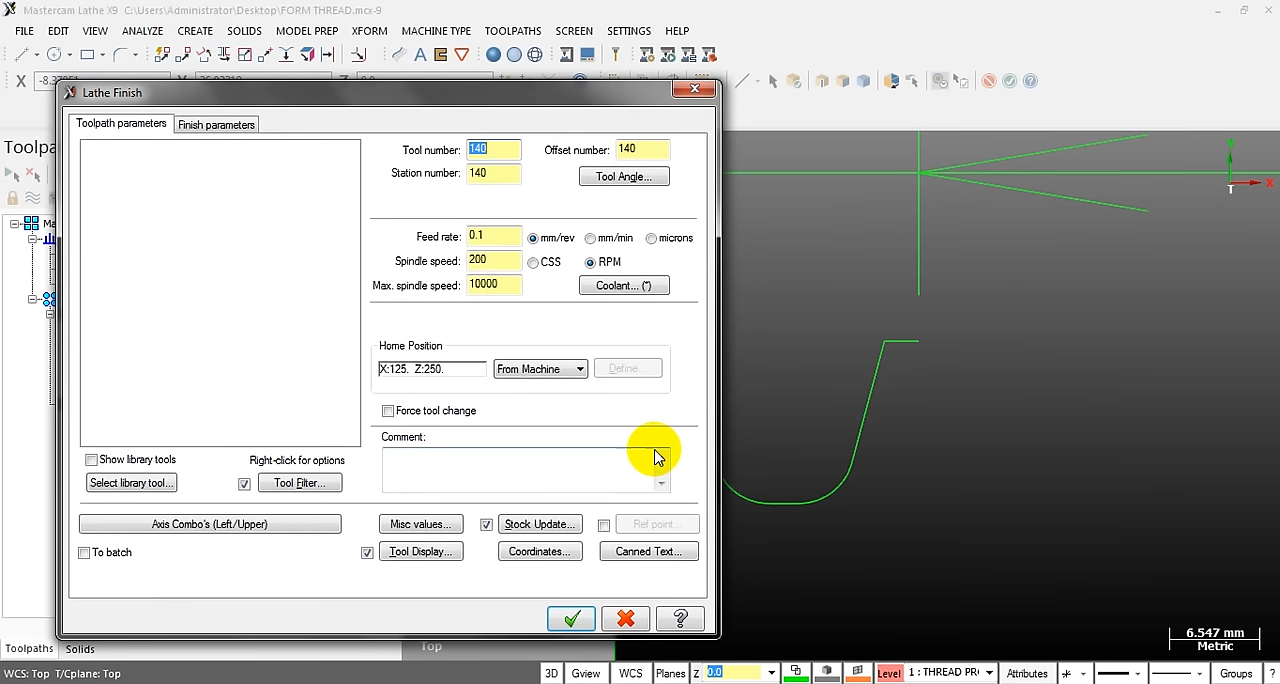 Mastercam Lathe X9 C:\Users\Administrator\Desktop\FORM THREAD.mcx-9
FILE EDIT VIEW ANALYZE CREATE SOLIDS MODEL PREP XFORM MACHINE TYPE TOOLPATHS SCREEN SETTINGS HELP
X Y Z 0.0
Lathe Finish
Toolpa
Ma
Toolpath parameters Finish parameters
Tool number: 140 Offset number: 140
Station number: 140 Tool Angle...
Feed rate: 0.1 mm/rev mm/min microns
Spindle speed: 200 CSS RPM
Max. spindle speed: 10000 Coolant... (*)
Home Position
X:125. Z:250. From Machine Define...
Force tool change
Comment:
Show library tools Right-click for options
Select library tool... Tool Filter...
Axis Combo's (Left/Upper) Misc values... Stock Update... Ref point...
To batch Tool Display... Coordinates... Canned Text...
Y
X
T
6.547 mm
Metric
Toolpaths Solids Top
WCS: Top T/Cplane: Top 3D Gview WCS Planes Z 0.0 Level 1 : THREAD PR Attributes Groups ?